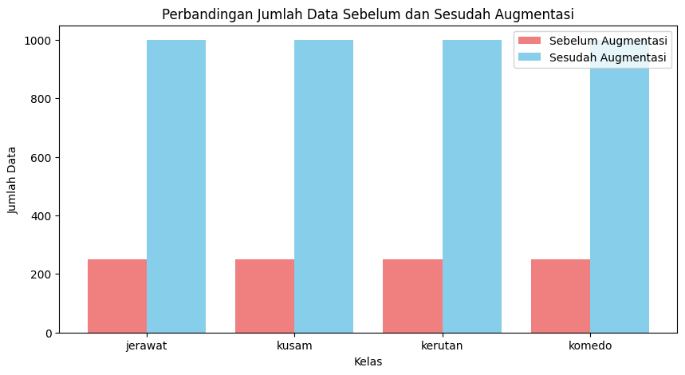 Perbandingan Jumlah Data Sebelum dan Sesudah Augmentasi
Sebelum Augmentasi
Sesudah Augmentasi
Jumlah Data
1000
800
600
400
200
0
jerawat kusam kerutan komedo
Kelas